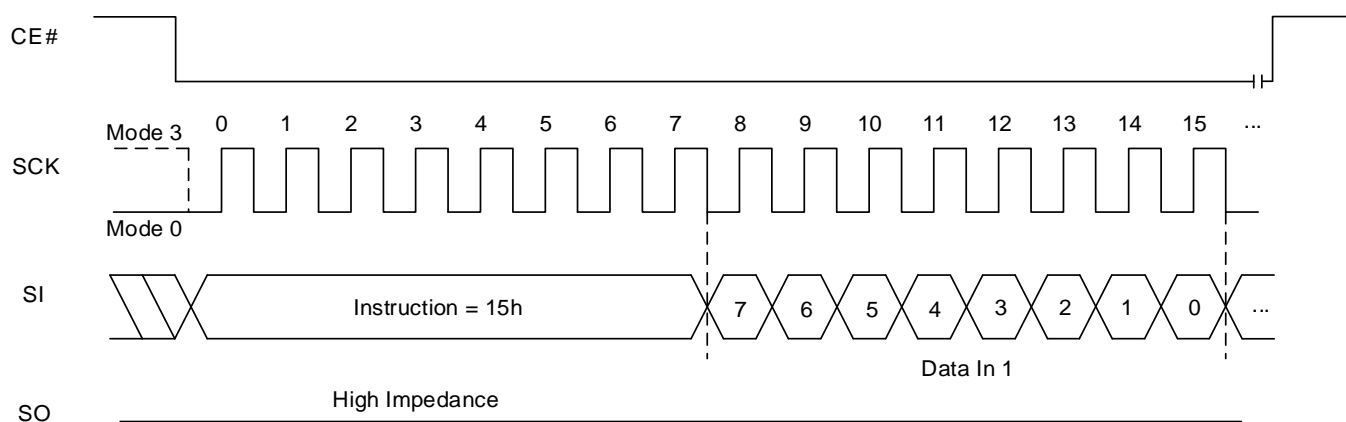 CE#
Mode 3 0 1 2 3 4 5 6 7 8 9 10 11 12 13 14 15 ...
SCK
Mode 0
SI Instruction = 15h 7 6 5 4 3 2 1 0 ...
Data In 1
High Impedance
SO